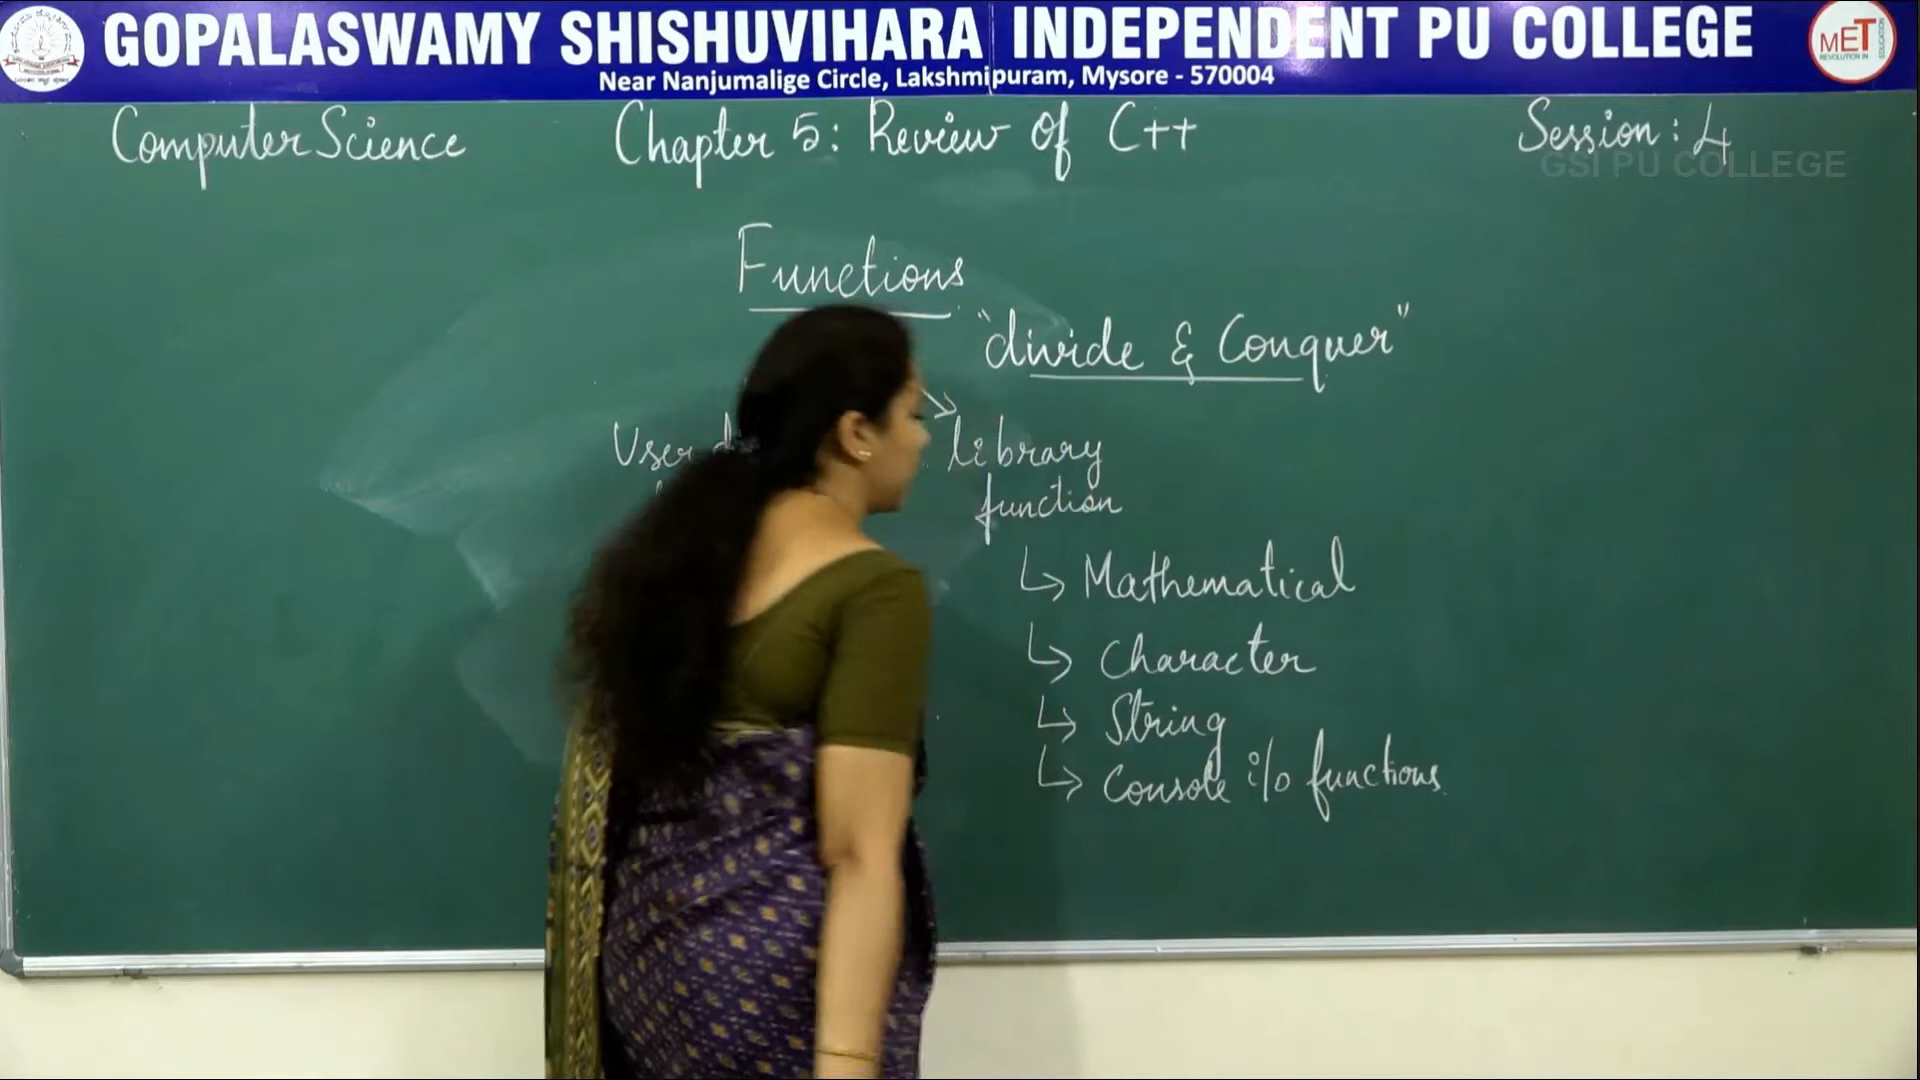 GOPALASWAMY SHISHUVIHARA INDEPENDENT PU COLLEGE
Near Nanjumalige Circle, Lakshmipuram, Mysore - 570004
MET
Computer Science
Chapter 5: Review Of C++
Session: 4
GSI PU COLLEGE
Functions
"divide & Conquer"
User
library
function
↳ Mathematical
↳ Character
↳ String
↳ Console i/o functions